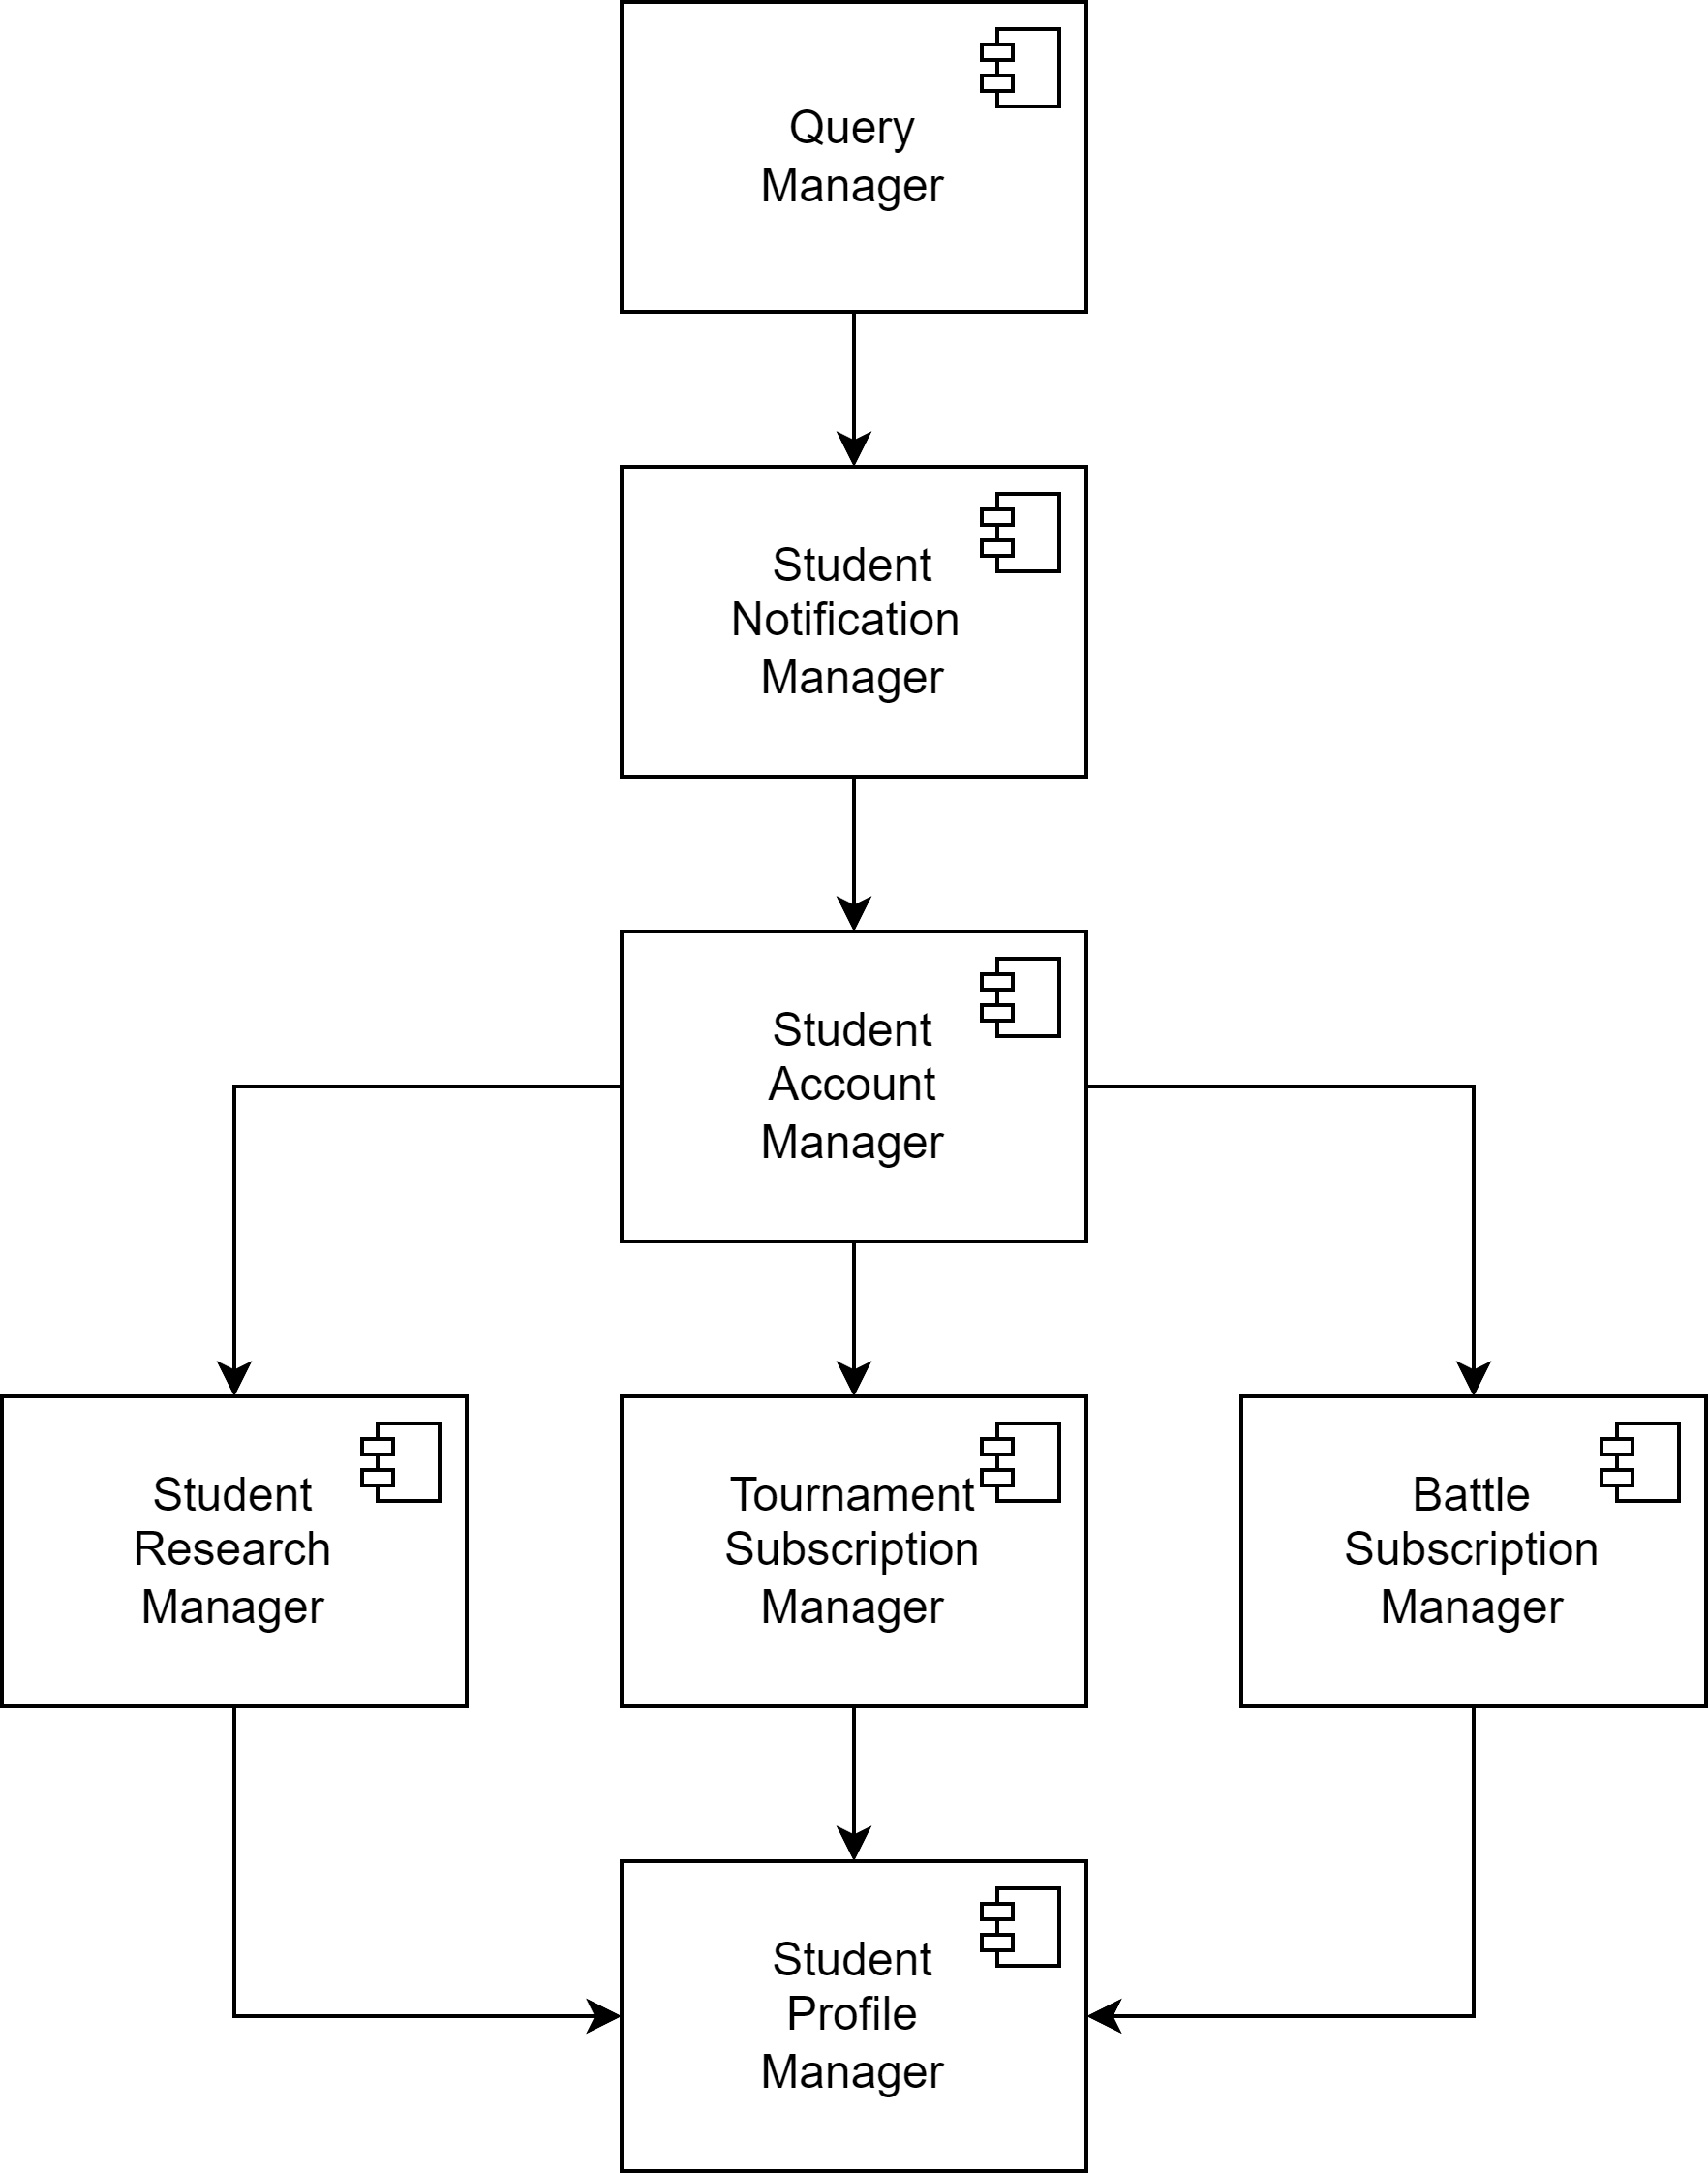 Query
Manager
Student
Notification
Manager
Student
Account
Manager
Student
Research
Manager
Tournament
Subscription
Manager
Battle
Subscription
Manager
Student
Profile
Manager